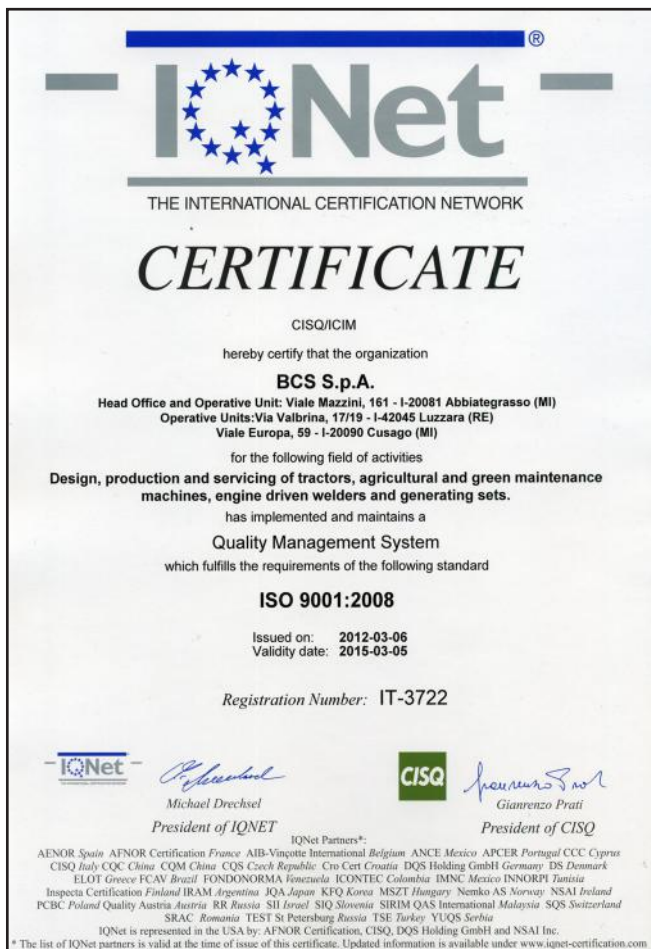 IQNet ®
THE INTERNATIONAL CERTIFICATION NETWORK
CERTIFICATE
CISQ/ICIM
hereby certify that the organization
BCS S.p.A.
Head Office and Operative Unit: Viale Mazzini, 161 - I-20081 Abbiategrasso (MI)
Operative Units:Via Valbrina, 17/19 - I-42045 Luzzara (RE)
Viale Europa, 59 - I-20090 Cusago (MI)
for the following field of activities
Design, production and servicing of tractors, agricultural and green maintenance
machines, engine driven welders and generating sets.
has implemented and maintains a
Quality Management System
which fulfills the requirements of the following standard
ISO 9001:2008
Issued on: 2012-03-06
Validity date: 2015-03-05
Registration Number: IT-3722
IQNet
CISQ
Michael Drechsel
Gianrenzo Prati
President of IQNET
President of CISQ
IQNet Partners*:
AENOR Spain AFNOR Certification France AIB-Vinçotte International Belgium ANCE Mexico APCER Portugal CCC Cyprus
CISQ Italy CQC China CQM China CQS Czech Republic Cro Cert Croatia DQS Holding GmbH Germany DS Denmark
ELOT Greece FCAV Brazil FONDONORMA Venezuela ICONTEC Colombia IMNC Mexico INNORPI Tunisia
Inspecta Certification Finland IRAM Argentina JQA Japan KFQ Korea MSZT Hungary Nemko AS Norway NSAI Ireland
PCBC Poland Quality Austria Austria RR Russia SII Israel SIQ Slovenia SIRIM QAS International Malaysia SQS Switzerland
SRAC Romania TEST St Petersburg Russia TSE Turkey YUQS Serbia
IQNet is represented in the USA by: AFNOR Certification, CISQ, DQS Holding GmbH and NSAI Inc.
* The list of IQNet partners is valid at the time of issue of this certificate. Updated information is available under www.iqnet-certification.com